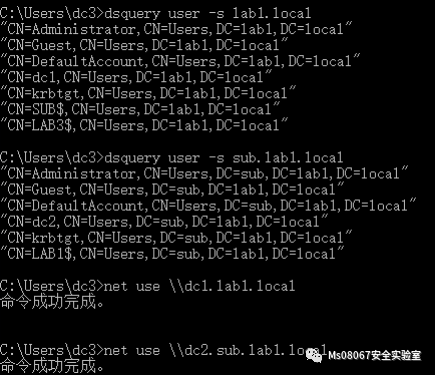 C:\Users\dc3>dsquery user -s lab1.local
"CN=Administrator,CN=Users,DC=lab1,DC=local"
"CN=Guest,CN=Users,DC=lab1,DC=local"
"CN=DefaultAccount,CN=Users,DC=lab1,DC=local"
"CN=dc1,CN=Users,DC=lab1,DC=local"
"CN=krbtgt,CN=Users,DC=lab1,DC=local"
"CN=SUB$,CN=Users,DC=lab1,DC=local"
"CN=LAB3$,CN=Users,DC=lab1,DC=local"
C:\Users\dc3>dsquery user -s sub.lab1.local
"CN=Administrator,CN=Users,DC=sub,DC=lab1,DC=local"
"CN=Guest,CN=Users,DC=sub,DC=lab1,DC=local"
"CN=DefaultAccount,CN=Users,DC=sub,DC=lab1,DC=local"
"CN=dc2,CN=Users,DC=sub,DC=lab1,DC=local"
"CN=krbtgt,CN=Users,DC=sub,DC=lab1,DC=local"
"CN=LAB1$,CN=Users,DC=sub,DC=lab1,DC=local"
C:\Users\dc3>net use \\dc1.lab1.local
命令成功完成。
C:\Users\dc3>net use \\dc2.sub.lab1.local
命令成功完成。
Ms08067安全实验室